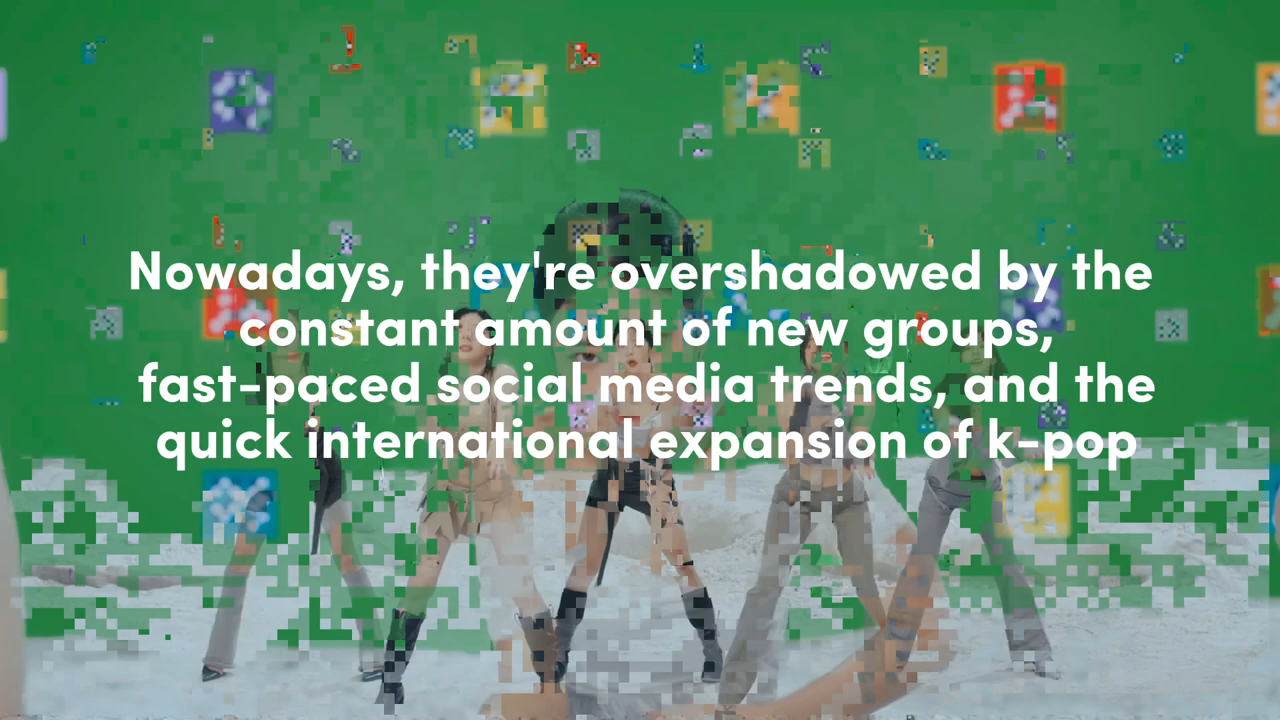 Nowadays, they're overshadowed by the
constant amount of new groups,
fast-paced social media trends, and the
quick international expansion of k-pop